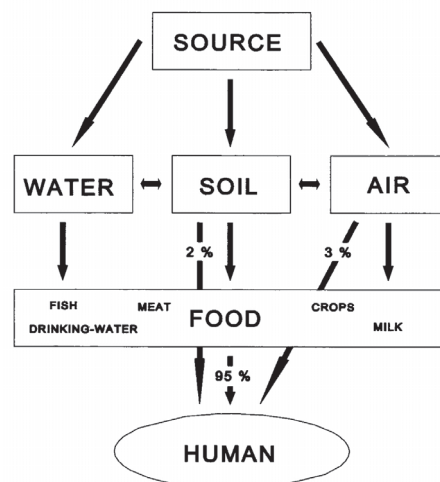 SOURCE
WATER
SOIL
AIR
2 %
3 %
FISH
MEAT
CROPS
DRINKING-WATER
FOOD
MILK
95 %
HUMAN